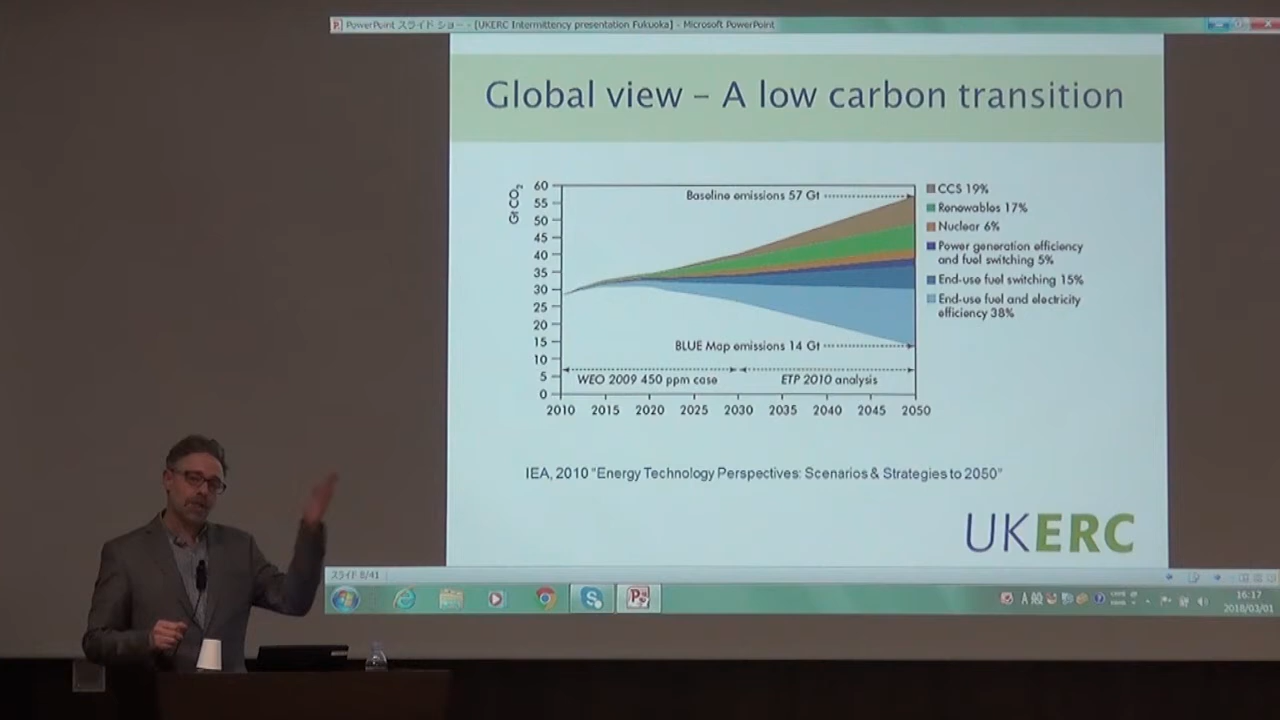 PowerPoint スライド ショー - [UKERC Intermittency presentation Fukuoka] - Microsoft PowerPoint
Global view – A low carbon transition
Gt CO₂
60
55
50
45
40
35
30
25
20
15
10
5
0
Baseline emissions 57 Gt
BLUE Map emissions 14 Gt
WEO 2009 450 ppm case
ETP 2010 analysis
2010 2015 2020 2025 2030 2035 2040 2045 2050
CCS 19%
Renewables 17%
Nuclear 6%
Power generation efficiency
and fuel switching 5%
End-use fuel switching 15%
End-use fuel and electricity
efficiency 38%
IEA, 2010 "Energy Technology Perspectives: Scenarios & Strategies to 2050"
UKERC
スライド 8/41
A 般
16:17
2018/03/01